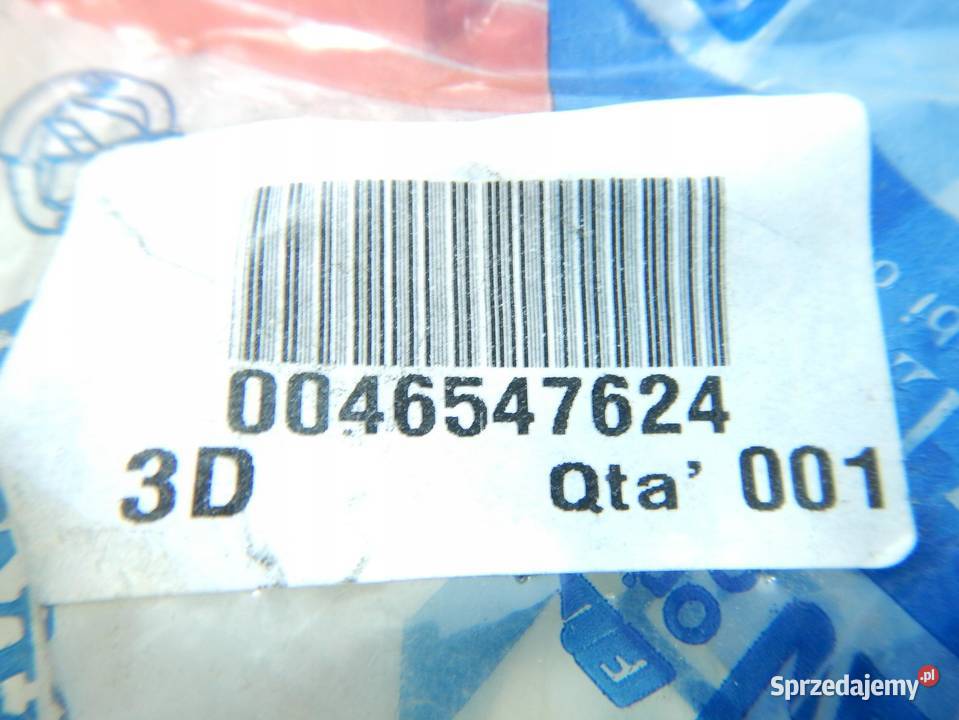 0046547624
3D Qta’ 001
Sprzedajemy.pl